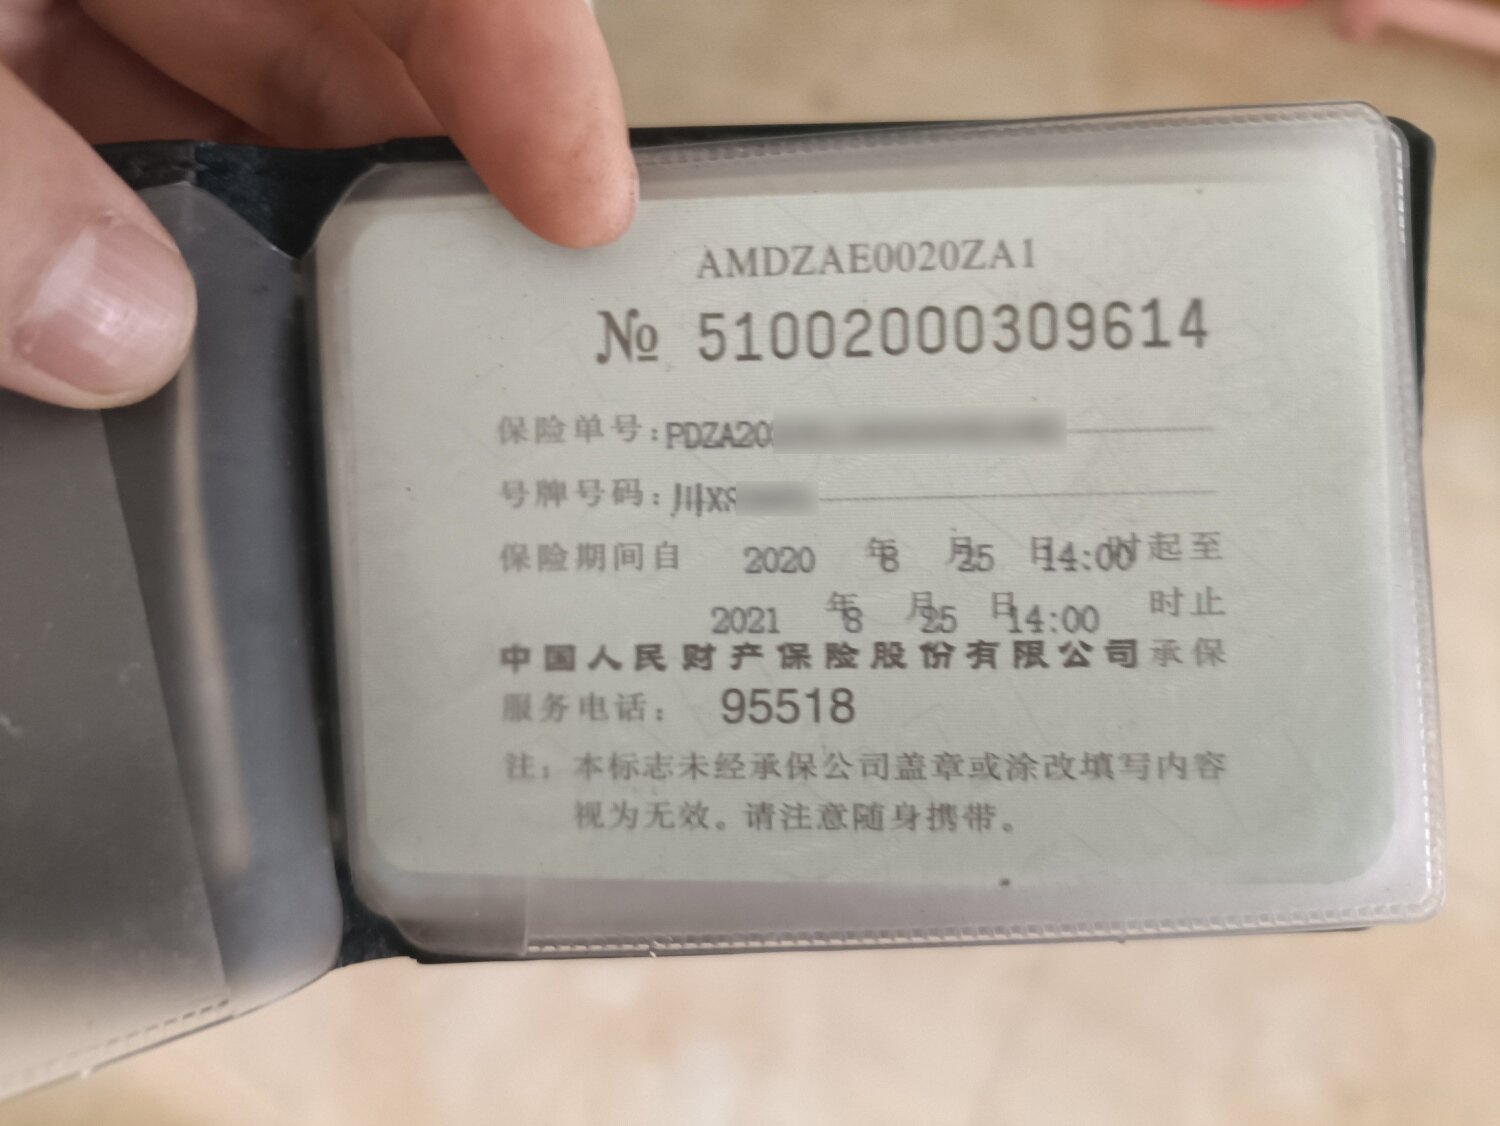 AMDZAE0020ZA1
№ 51002000309614
保险单号:PDZA20
号牌号码:川X
保险期间自 2020 年 8 月 25 日 14:00 时起至
2021 年 8 月 25 日 14:00 时止
中国人民财产保险股份有限公司承保
服务电话: 95518
注:本标志未经承保公司盖章或涂改填写内容
视为无效。请注意随身携带。